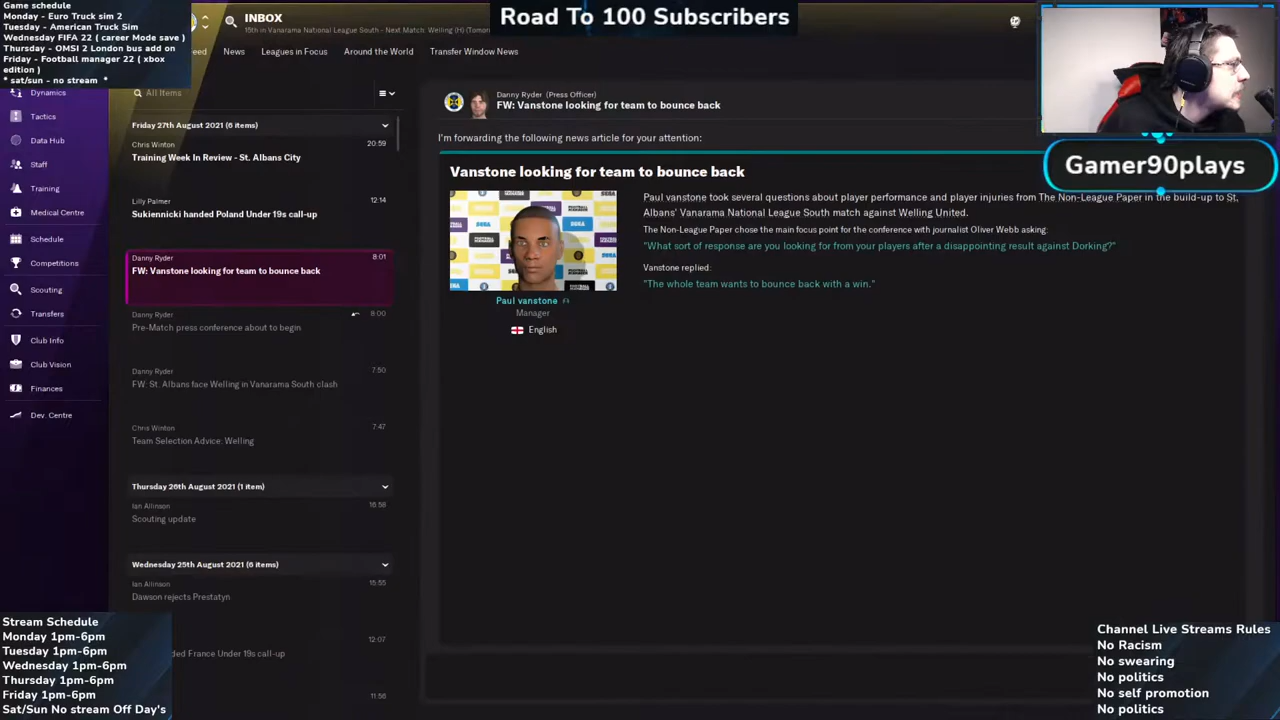 Game schedule
Monday - Euro Truck sim 2
Tuesday - American Truck Sim
Wednesday FIFA 22 ( career Mode save )
Thursday - OMSI 2 London bus add on
Friday - Football manager 22 ( xbox
edition )
* sat/sun - no stream *
INBOX
15th in Vanarama National League South - Next Match: Welling (H)
Road To 100 Subscribers
News
Leagues in Focus
Around the World
Transfer Window News
Gamer90plays
Dynamics
Tactics
Data Hub
Staff
Training
Medical Centre
Schedule
Competitions
Scouting
Transfers
Club Info
Club Vision
Finances
Dev. Centre
All Items
Friday 27th August 2021 (6 items)
Chris Winton 20:59
Training Week In Review - St. Albans City
Lilly Palmer 12:14
Sukiennicki handed Poland Under 19s call-up
Danny Ryder 8:01
FW: Vanstone looking for team to bounce back
Danny Ryder 8:00
Pre-Match press conference about to begin
Danny Ryder 7:50
FW: St. Albans face Welling in Vanarama South clash
Chris Winton 7:47
Team Selection Advice: Welling
Thursday 26th August 2021 (1 item)
Ian Allinson 16:58
Scouting update
Wednesday 25th August 2021 (6 items)
Ian Allinson 15:55
Dawson rejects Prestatyn
12:07
France Under 19s call-up
11:56
Danny Ryder (Press Officer)
FW: Vanstone looking for team to bounce back
I'm forwarding the following news article for your attention:
Vanstone looking for team to bounce back
Paul vanstone took several questions about player performance and player injuries from The Non-League Paper in the build-up to St.
Albans' Vanarama National League South match against Welling United.
The Non-League Paper chose the main focus point for the conference with journalist Oliver Webb asking:
"What sort of response are you looking for from your players after a disappointing result against Dorking?"
Vanstone replied:
"The whole team wants to bounce back with a win."
Paul vanstone
Manager
English
Stream Schedule
Monday 1pm-6pm
Tuesday 1pm-6pm
Wednesday 1pm-6pm
Thursday 1pm-6pm
Friday 1pm-6pm
Sat/Sun No stream Off Day's
Channel Live Streams Rules
No Racism
No swearing
No politics
No self promotion
No politics